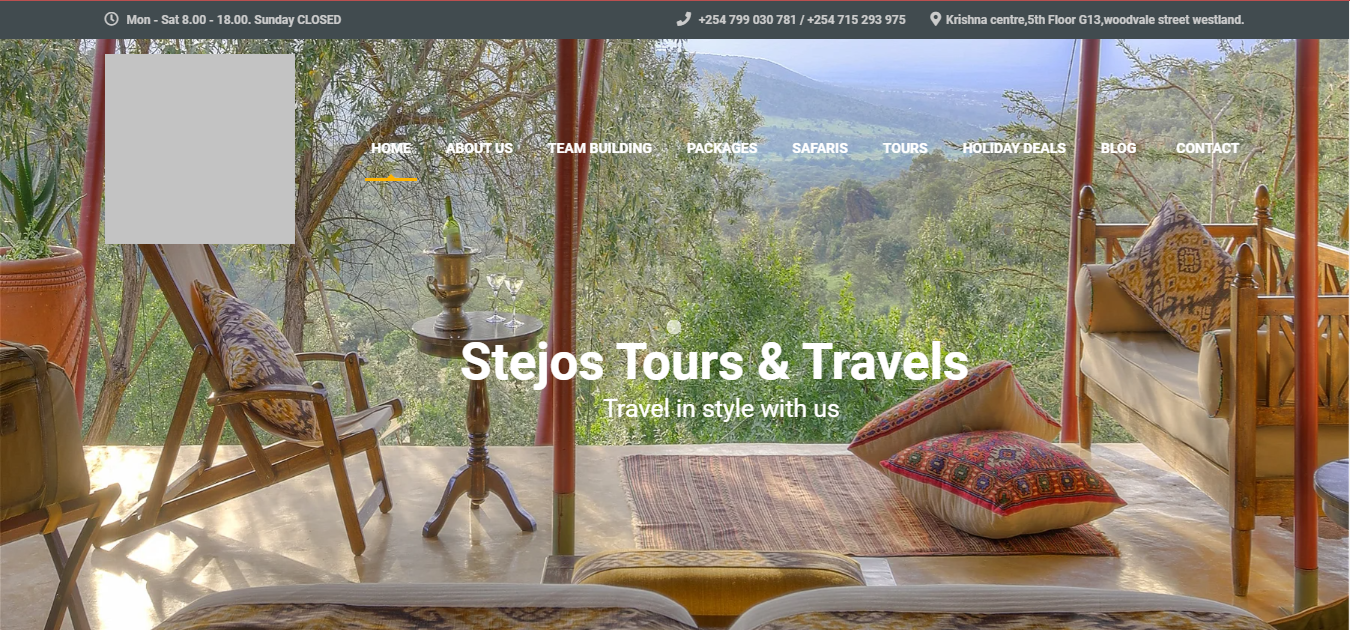 Mon - Sat 8.00 - 18.00. Sunday CLOSED
+254 799 030 781 / +254 715 293 975
Krishna centre,5th Floor G13,woodvale street westland.
HOME ABOUT US TEAM BUILDING PACKAGES SAFARIS TOURS HOLIDAY DEALS BLOG CONTACT
Stejos Tours & Travels
Travel in style with us